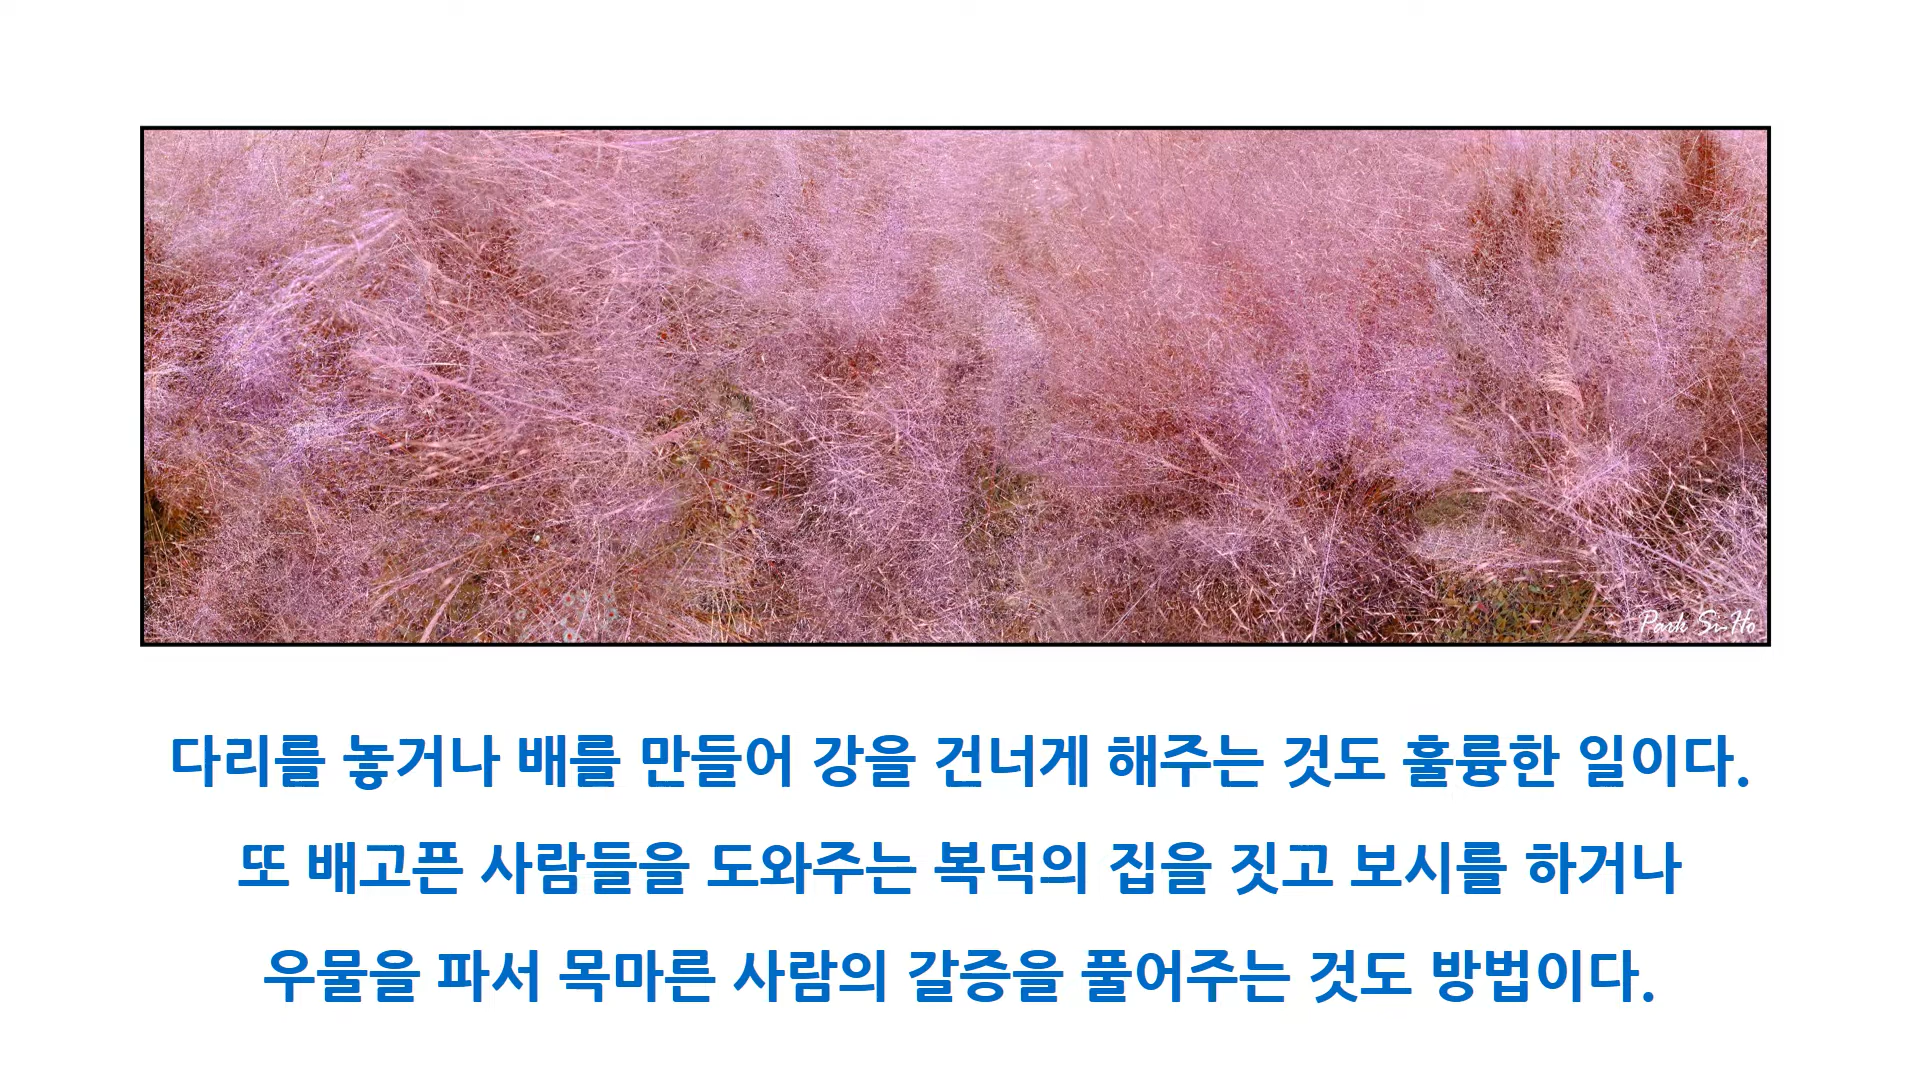 Park Si-Ho
다리를 놓거나 배를 만들어 강을 건너게 해주는 것도 훌륭한 일이다.
또 배고픈 사람들을 도와주는 복덕의 집을 짓고 보시를 하거나
우물을 파서 목마른 사람의 갈증을 풀어주는 것도 방법이다.